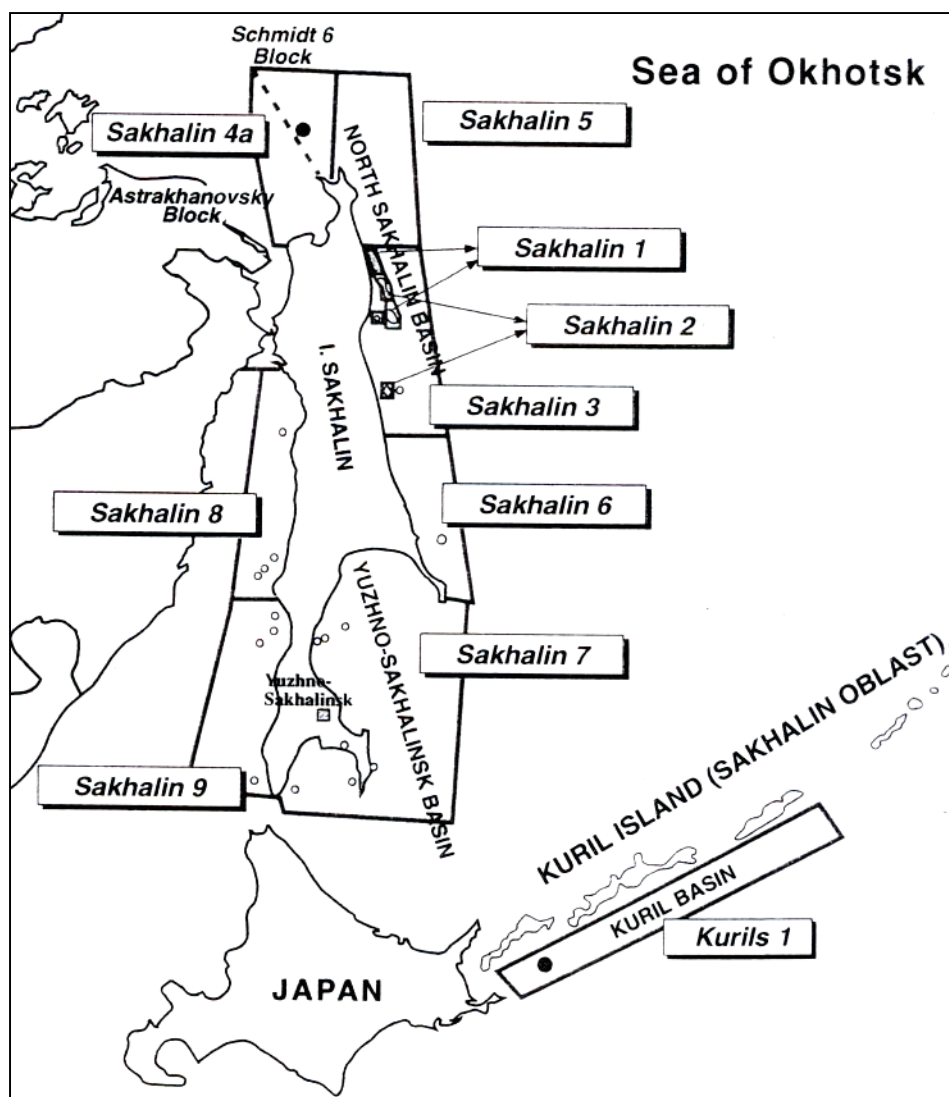 Schmidt 6
Block
Sea of Okhotsk
Sakhalin 4a
Sakhalin 5
NORTH SAKHALIN BASIN
Astrakhanovsky
Block
Sakhalin 1
Sakhalin 2
I. SAKHALIN
Sakhalin 3
Sakhalin 8
Sakhalin 6
YUZHNO-SAKHALINSK BASIN
Sakhalin 7
Yuzhno-
Sakhalinsk
Sakhalin 9
KURIL ISLAND (SAKHALIN OBLAST)
KURIL BASIN
Kurils 1
JAPAN